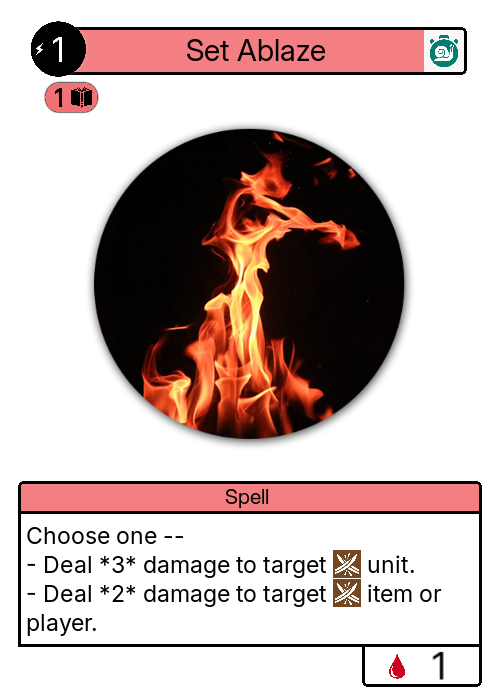 1
Set Ablaze
1
Spell
Choose one --
- Deal *3* damage to target unit.
- Deal *2* damage to target item or
player.
1